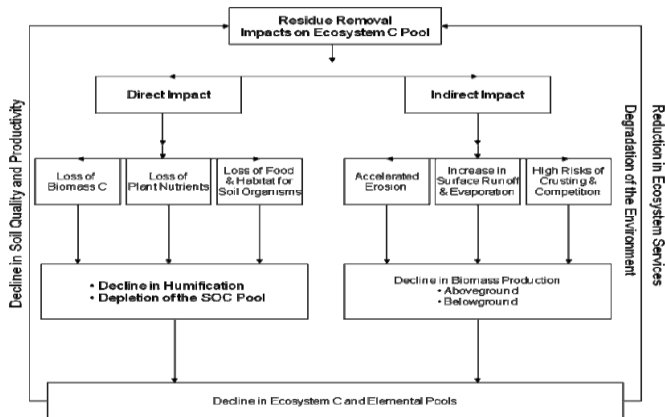 Residue Removal
Impacts on Ecosystem C Pool
Direct Impact
Indirect Impact
Loss of
Biomass C
Loss of
Plant Nutrients
Loss of Food
& Habitat for
Soil Organisms
Accelerated
Erosion
Increase in
Surface Runoff
& Evaporation
High Risks of
Crusting &
Competition
• Decline in Humification
• Depletion of the SOC Pool
Decline in Biomass Production
• Aboveground
• Belowground
Decline in Ecosystem C and Elemental Pools
Decline in Soil Quality and Productivity
Reduction in Ecosystem Services
Degradation of the Environment